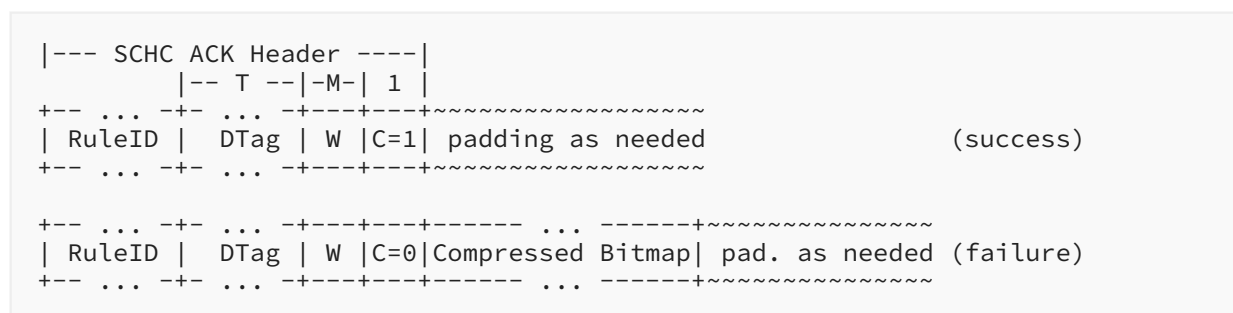 |--- SCHC ACK Header ----|
         |-- T --|-M-| 1 |
+-- ... -+- ... -+---+---+~~~~~~~~~~~~~~~~~~
| RuleID |  DTag | W |C=1| padding as needed                (success)
+-- ... -+- ... -+---+---+~~~~~~~~~~~~~~~~~~

+-- ... -+- ... -+---+---+------ ... ------+~~~~~~~~~~~~~~~
| RuleID |  DTag | W |C=0|Compressed Bitmap| pad. as needed (failure)
+-- ... -+- ... -+---+---+------ ... ------+~~~~~~~~~~~~~~~